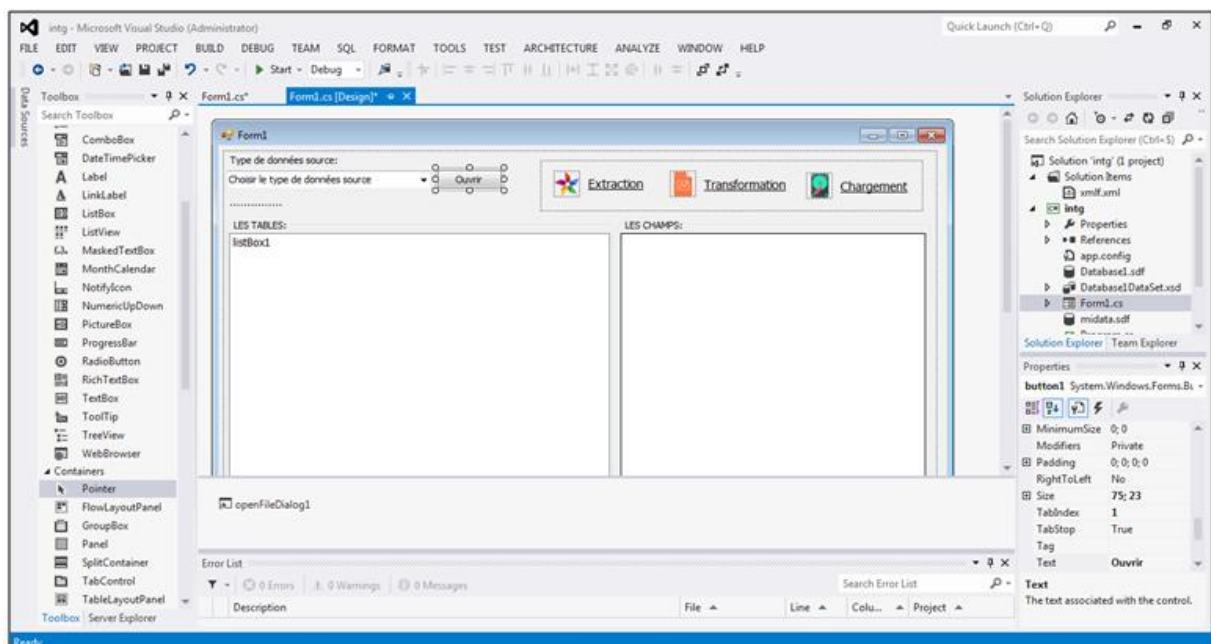 intg - Microsoft Visual Studio (Administrator)
Quick Launch (Ctrl+Q)
FILE EDIT VIEW PROJECT BUILD DEBUG TEAM SQL FORMAT TOOLS TEST ARCHITECTURE ANALYZE WINDOW HELP
Start - Debug
Data Sources
Toolbox
Search Toolbox
ComboBox
DateTimePicker
Label
LinkLabel
ListBox
ListView
MaskedTextBox
MonthCalendar
NotifyIcon
NumericUpDown
PictureBox
ProgressBar
RadioButton
RichTextBox
TextBox
ToolTip
TreeView
WebBrowser
Containers
Pointer
FlowLayoutPanel
GroupBox
Panel
SplitContainer
TabControl
TableLayoutPanel
Toolbox Server Explorer
Form1.cs*
Form1.cs [Design]*
Form1
Type de données source:
Choisir le type de données source
Ouvrir
Extraction
Transformation
Chargement
...............
LES TABLES:
LES CHAMPS:
listBox1
openFileDialog1
Error List
0 Errors
0 Warnings
0 Messages
Search Error List
Description File Line Colu... Project
Solution Explorer
Search Solution Explorer (Ctrl+$)
Solution 'intg' (1 project)
Solution Items
xmlf.xml
intg
Properties
References
app.config
Database1.sdf
Database1DataSet.xsd
Form1.cs
midata.sdf
Solution Explorer Team Explorer
Properties
button1 System.Windows.Forms.Bu
MinimumSize 0; 0
Modifiers Private
Padding 0; 0; 0; 0
RightToLeft No
Size 75; 23
TabIndex 1
TabStop True
Tag
Text Ouvrir
Text
The text associated with the control.
Ready